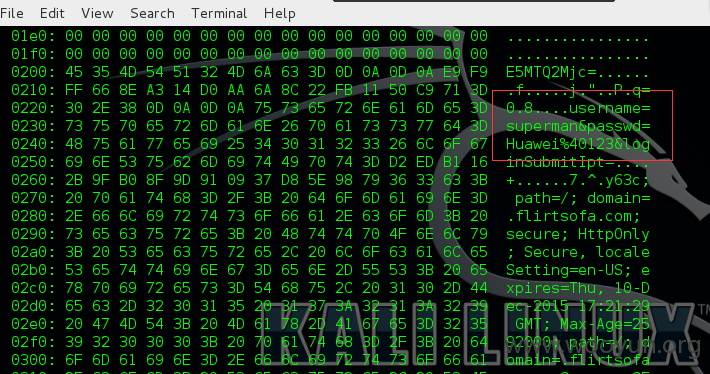 File Edit View Search Terminal Help
01e0: 00 00 00 00 00 00 00 00 00 00 00 00 00 00 00 00 ................
01f0: 00 00 00 00 00 00 00 00 00 00 00 00 00 00 00 00 ................
0200: 45 35 4D 54 51 32 4D 6A 63 3D 0D 0A 0D 0A E9 F9 E5MTQ2Mjc=......
0210: FF 66 8E A3 14 D0 AA 6A 8C 22 FB 11 50 C9 71 3D .f.....j."..P.q=
0220: 30 2E 38 0D 0A 0D 0A 75 73 65 72 6E 61 6D 65 3D 0.8....username=
0230: 73 75 70 65 72 6D 61 6E 26 70 61 73 73 77 64 3D superman&passwd=
0240: 48 75 61 77 65 69 25 34 30 31 32 33 26 6C 6F 67 Huawei%40123&log
0250: 69 6E 53 75 62 6D 69 74 49 70 74 3D D2 ED B1 16 inSubmitIpt=....
0260: 2B 9F B0 8F 9D 91 09 37 D8 5E 98 79 36 33 63 3B +......7.^.y63c;
0270: 20 70 61 74 68 3D 2F 3B 20 64 6F 6D 61 69 6E 3D path=/; domain=
0280: 2E 66 6C 69 72 74 73 6F 66 61 2E 63 6F 6D 3B 20 .flirtsofa.com;
0290: 73 65 63 75 72 65 3B 20 48 74 74 70 4F 6E 6C 79 secure; HttpOnly
02a0: 3B 20 53 65 63 75 72 65 2C 20 6C 6F 63 61 6C 65 ; Secure, locale
02b0: 53 65 74 74 69 6E 67 3D 65 6E 2D 55 53 3B 20 65 Setting=en-US; e
02c0: 78 70 69 72 65 73 3D 54 68 75 2C 20 31 30 2D 44 xpires=Thu, 10-D
02d0: 65 63 2D 32 30 31 35 20 31 37 3A 32 31 3A 32 39 ec-2015 17:21:29
02e0: 20 47 4D 54 3B 20 4D 61 78 2D 41 67 65 3D 32 35 GMT; Max-Age=25
02f0: 39 32 30 30 30 3B 20 70 61 74 68 3D 2F 3B 20 64 92000; path=/; d
0300: 6F 6D 61 69 6E 3D 2E 66 6C 69 72 74 73 6F 66 61 omain=.flirtsofa
KALI LINUX
TM